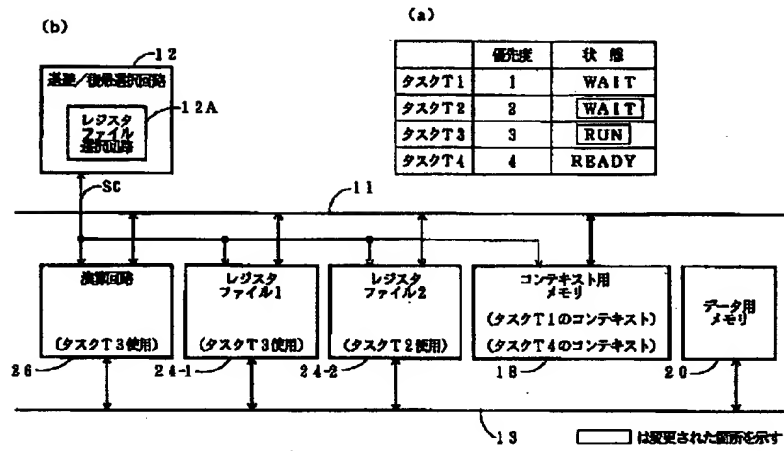 (b)
(a)
12
退避／復帰選択回路
12A
レジスタ
ファイル
選択回路
優先度 状態
タスクT1 1 WAIT
タスクT2 2 WAIT
タスクT3 3 RUN
タスクT4 4 READY
SC
11
演算回路
(タスクT3使用)
レジスタ
ファイル1
(タスクT3使用)
レジスタ
ファイル2
(タスクT2使用)
コンテキスト用
メモリ
(タスクT1のコンテキスト)
(タスクT4のコンテキスト)
データ用
メモリ
26
24-1
24-2
18
20
13
は変更された箇所を示す